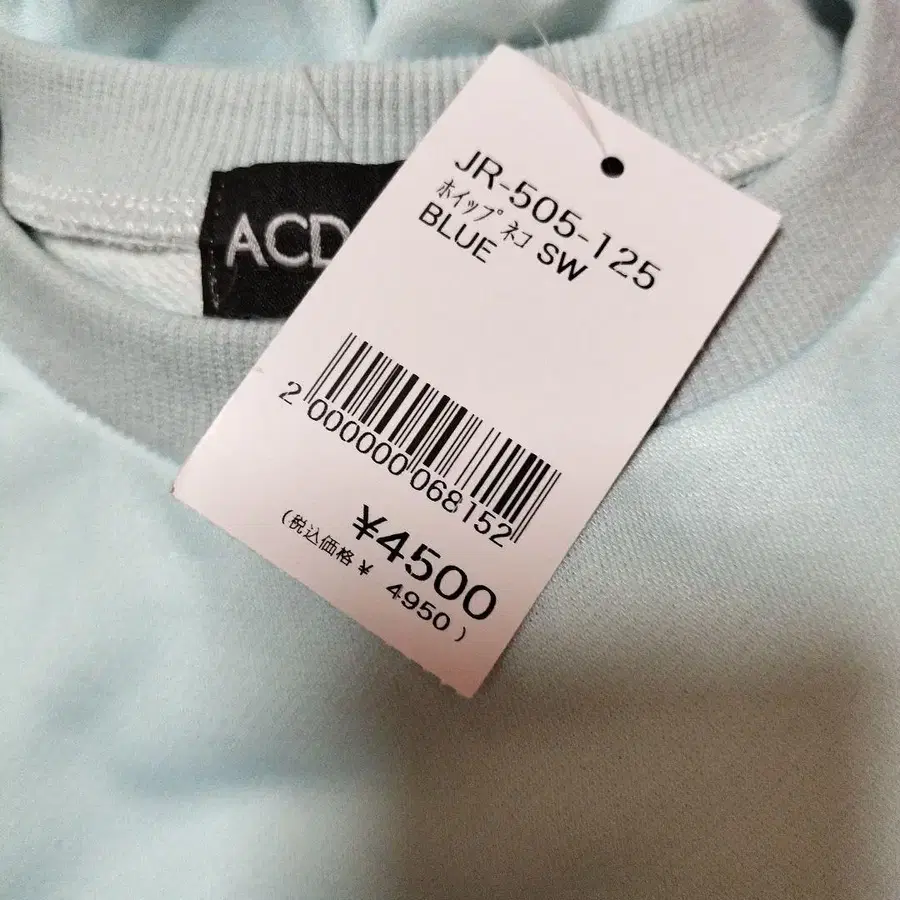 ACD
JR-505-125
ﾎｲｯﾌﾟﾈｺ SW
BLUE
2 000000 068152
¥4500
(税込価格 ¥ 4950)